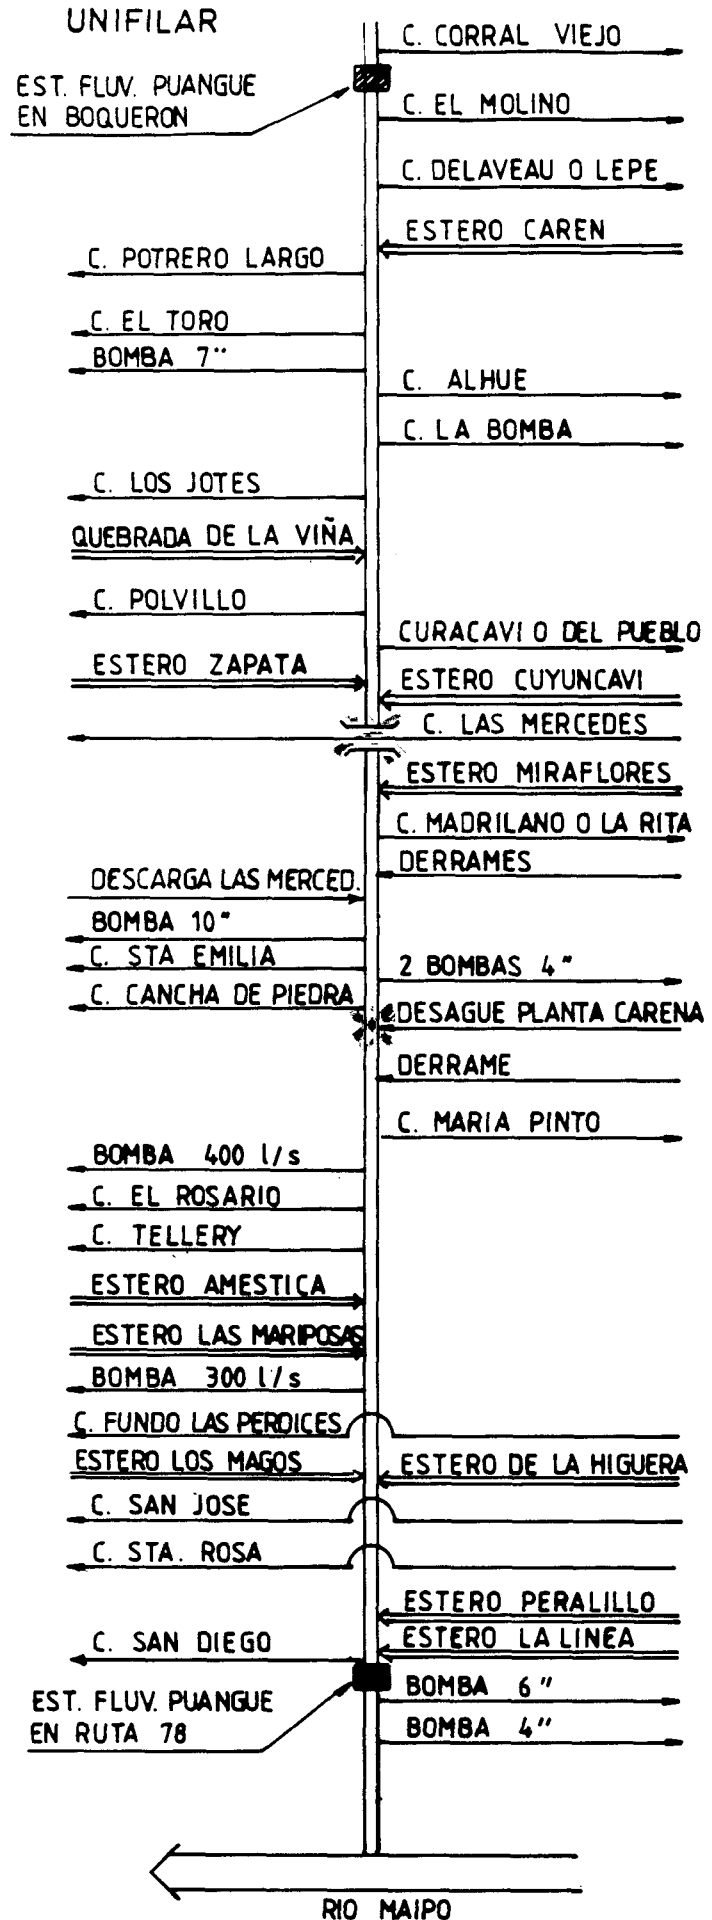 UNIFILAR
C. CORRAL VIEJO
EST. FLUV. PUANGUE
EN BOQUERON
C. EL MOLINO
C. DELAVEAU O LEPE
ESTERO CAREN
C. POTRERO LARGO
C. EL TORO
BOMBA 7"
C. ALHUE
C. LA BOMBA
C. LOS JOTES
QUEBRADA DE LA VIÑA
C. POLVILLO
CURACAVI O DEL PUEBLO
ESTERO ZAPATA
ESTERO CUYUNCAVI
C. LAS MERCEDES
ESTERO MIRAFLORES
C. MADRILANO O LA RITA
DERRAMES
DESCARGA LAS MERCED.
BOMBA 10"
C. STA EMILIA
2 BOMBAS 4"
C. CANCHA DE PIEDRA
DESAGUE PLANTA CARENA
DERRAME
C. MARIA PINTO
BOMBA 400 l/s
C. EL ROSARIO
C. TELLERY
ESTERO AMESTICA
ESTERO LAS MARIPOSAS
BOMBA 300 l/s
C. FUNDO LAS PERDICES
ESTERO LOS MAGOS
ESTERO DE LA HIGUERA
C. SAN JOSE
C. STA. ROSA
ESTERO PERALILLO
ESTERO LA LINEA
C. SAN DIEGO
BOMBA 6"
EST. FLUV. PUANGUE
EN RUTA 78
BOMBA 4"
RIO MAIPO